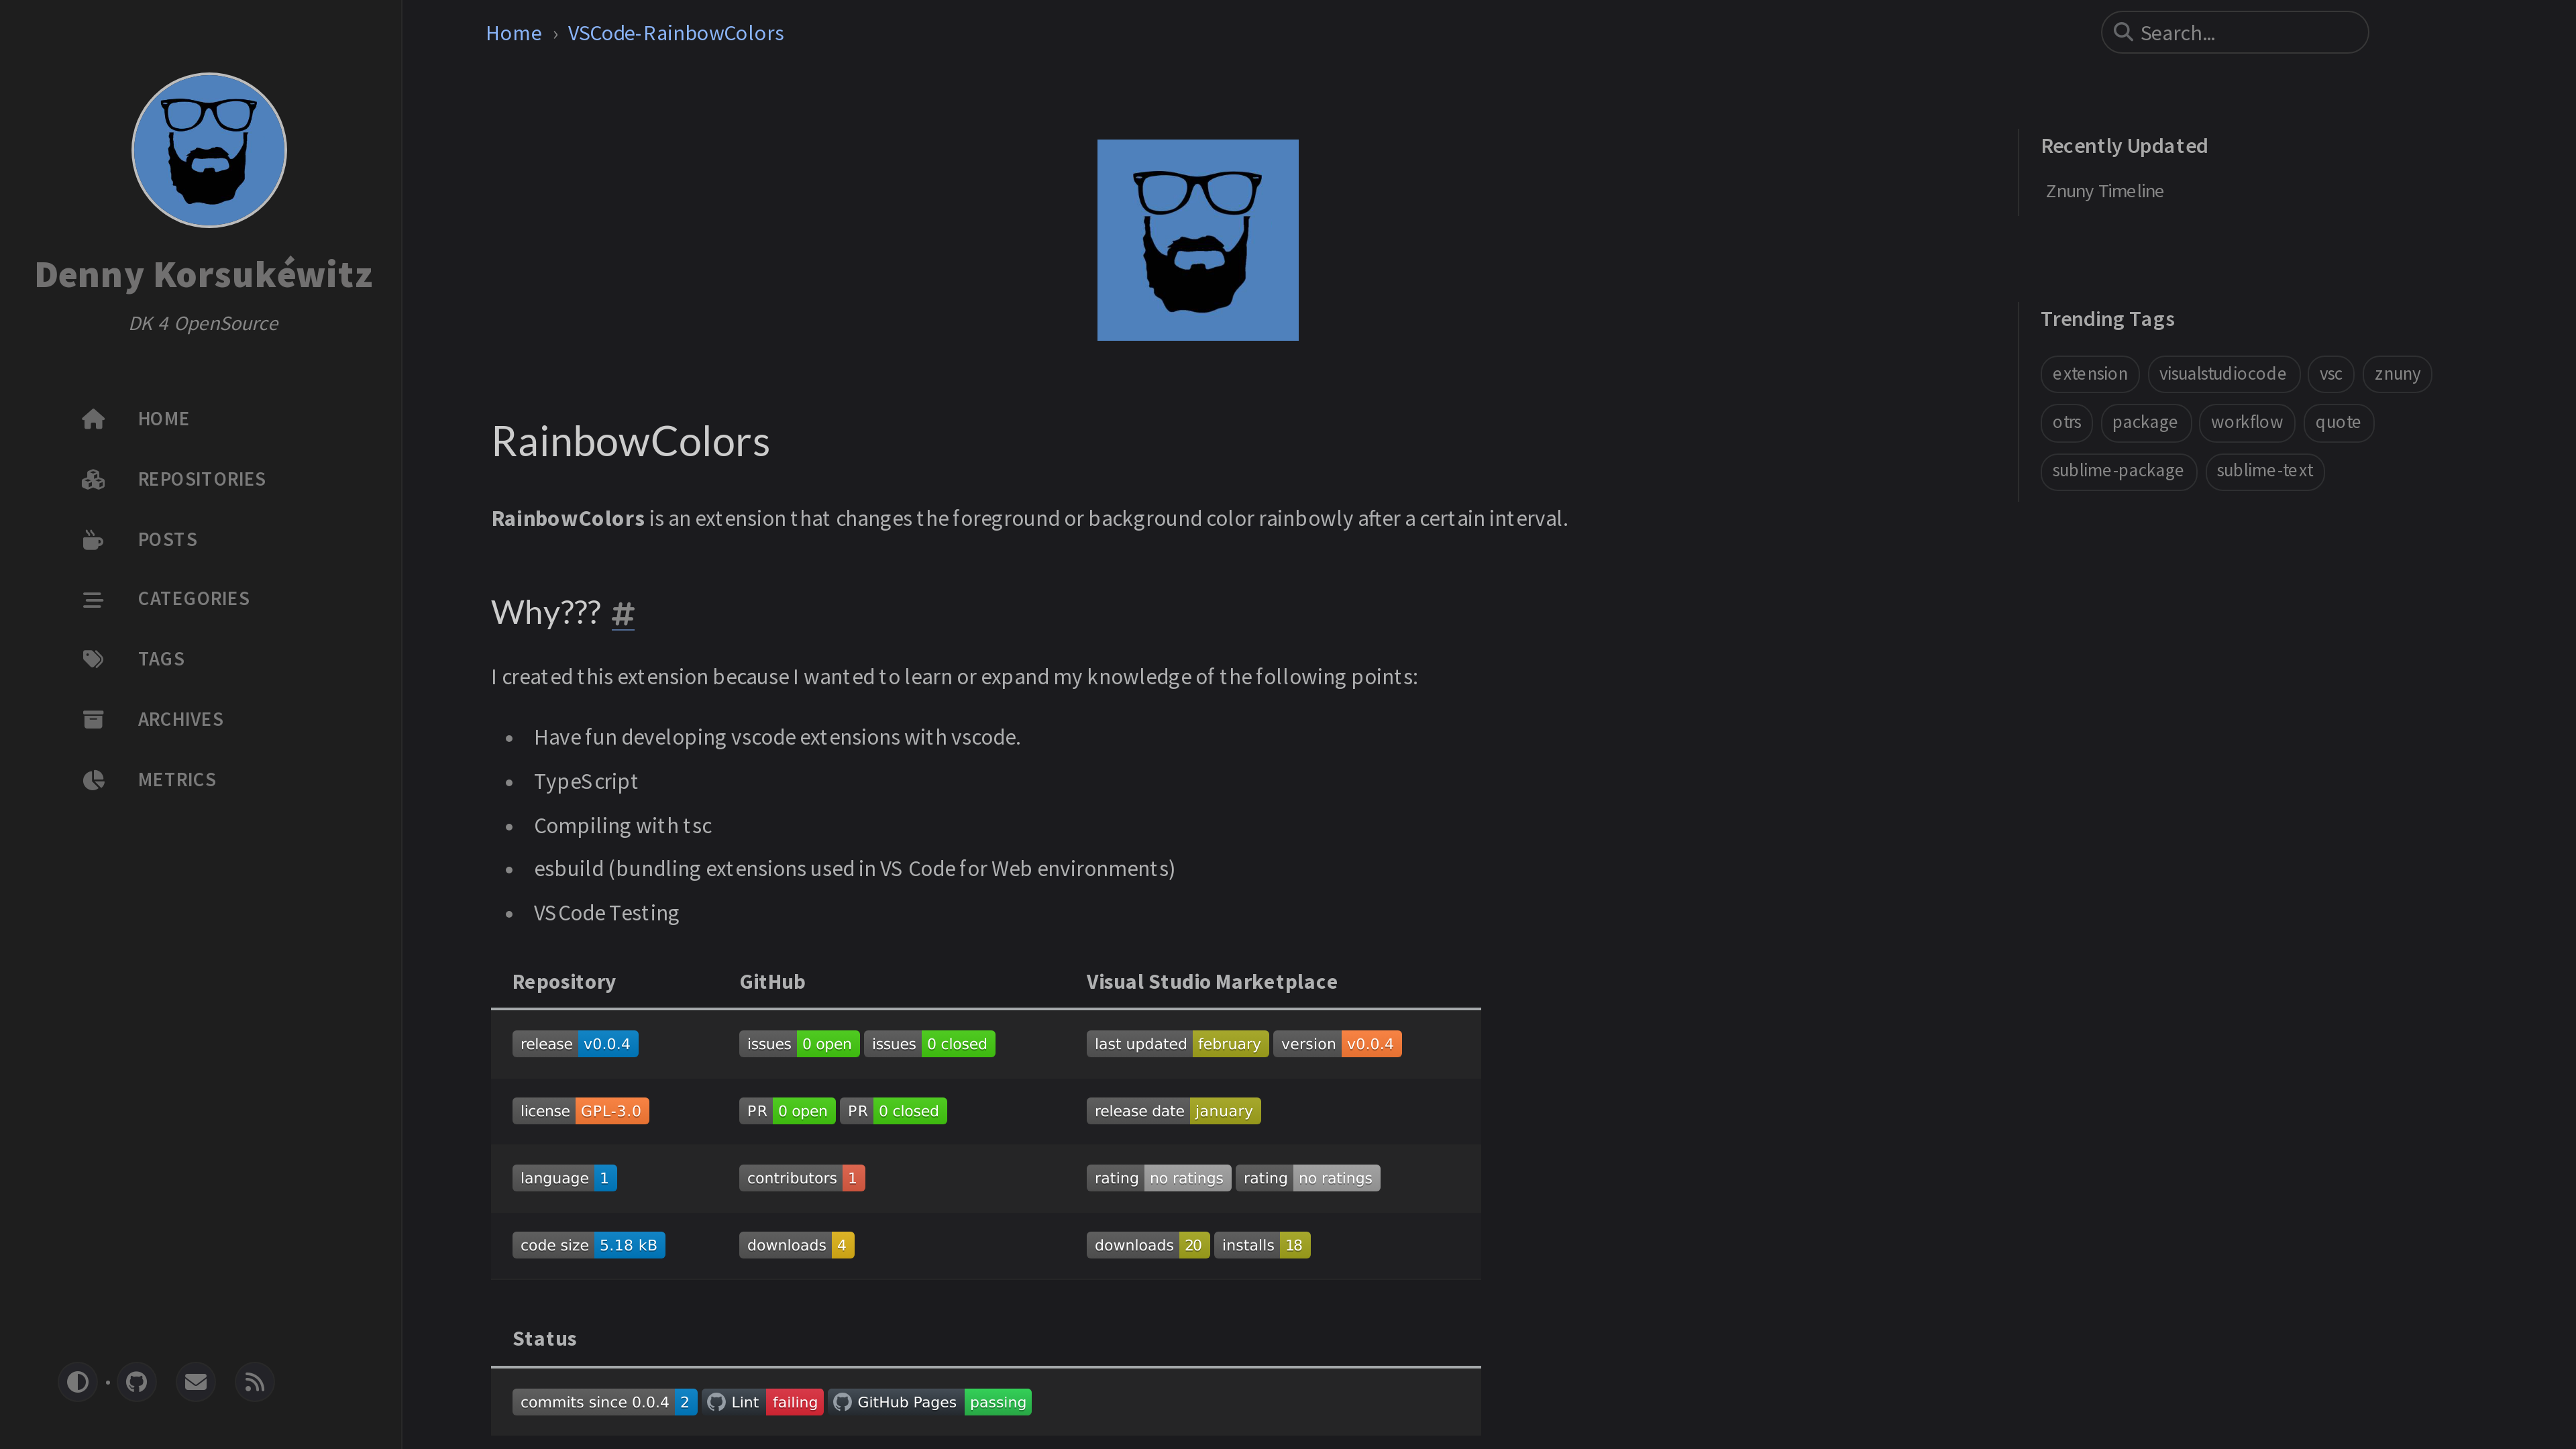 Denny Korsukéwitz
DK 4 OpenSource
HOME
REPOSITORIES
POSTS
CATEGORIES
TAGS
ARCHIVES
METRICS
Home › VSCode-RainbowColors
Search...
RainbowColors
RainbowColors is an extension that changes the foreground or background color rainbowly after a certain interval.
Why??? #
I created this extension because I wanted to learn or expand my knowledge of the following points:
• Have fun developing vscode extensions with vscode.
• TypeScript
• Compiling with tsc
• esbuild (bundling extensions used in VS Code for Web environments)
• VSCode Testing
Repository GitHub Visual Studio Marketplace
release v0.0.4 issues 0 open issues 0 closed last updated february version v0.0.4
license GPL-3.0 PR 0 open PR 0 closed release date january
language 1 contributors 1 rating no ratings rating no ratings
code size 5.18 kB downloads 4 downloads 20 installs 18
Status
commits since 0.0.4 2 Lint failing GitHub Pages passing
Recently Updated
Znuny Timeline
Trending Tags
extension visualstudiocode vsc znuny
otrs package workflow quote
sublime-package sublime-text